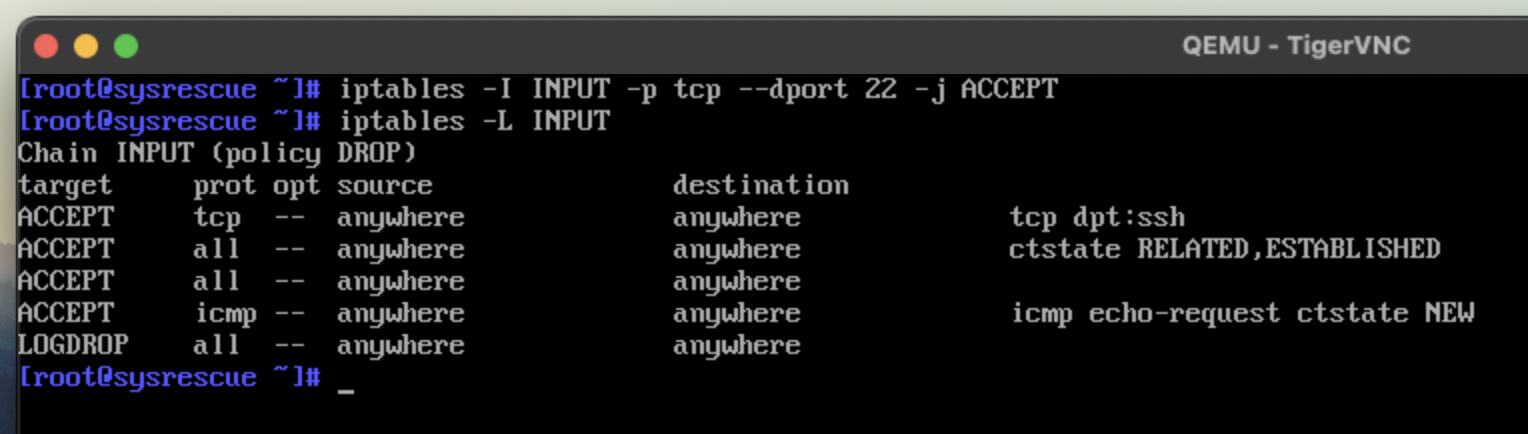 QEMU - TigerVNC
[root@sysrescue ~]# iptables -I INPUT -p tcp --dport 22 -j ACCEPT
[root@sysrescue ~]# iptables -L INPUT
Chain INPUT (policy DROP)
target     prot opt source               destination
ACCEPT     tcp  --  anywhere             anywhere             tcp dpt:ssh
ACCEPT     all  --  anywhere             anywhere             ctstate RELATED,ESTABLISHED
ACCEPT     all  --  anywhere             anywhere
ACCEPT     icmp --  anywhere             anywhere             icmp echo-request ctstate NEW
LOGDROP    all  --  anywhere             anywhere
[root@sysrescue ~]# _